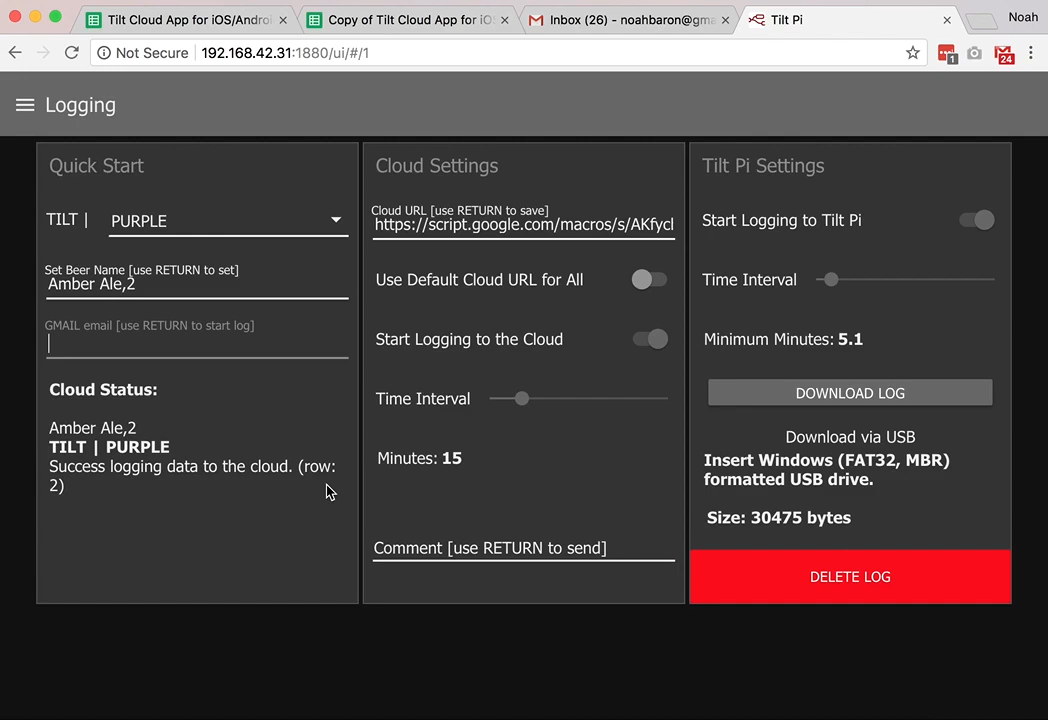 Tilt Cloud App for iOS/Androi
Copy of Tilt Cloud App for iOS
Inbox (26) - noahbaron@gma
Tilt Pi
Noah
Not Secure
192.168.42.31:1880/ui/#/1
1
24
Logging
Quick Start
TILT |
PURPLE
Set Beer Name [use RETURN to set]
Amber Ale,2
GMAIL email [use RETURN to start log]
Cloud Status:
Amber Ale,2
TILT | PURPLE
Success logging data to the cloud. (row:
2)
Cloud Settings
Cloud URL [use RETURN to save]
https://script.google.com/macros/s/AKfycl
Use Default Cloud URL for All
Start Logging to the Cloud
Time Interval
Minutes: 15
Comment [use RETURN to send]
Tilt Pi Settings
Start Logging to Tilt Pi
Time Interval
Minimum Minutes: 5.1
DOWNLOAD LOG
Download via USB
Insert Windows (FAT32, MBR)
formatted USB drive.
Size: 30475 bytes
DELETE LOG